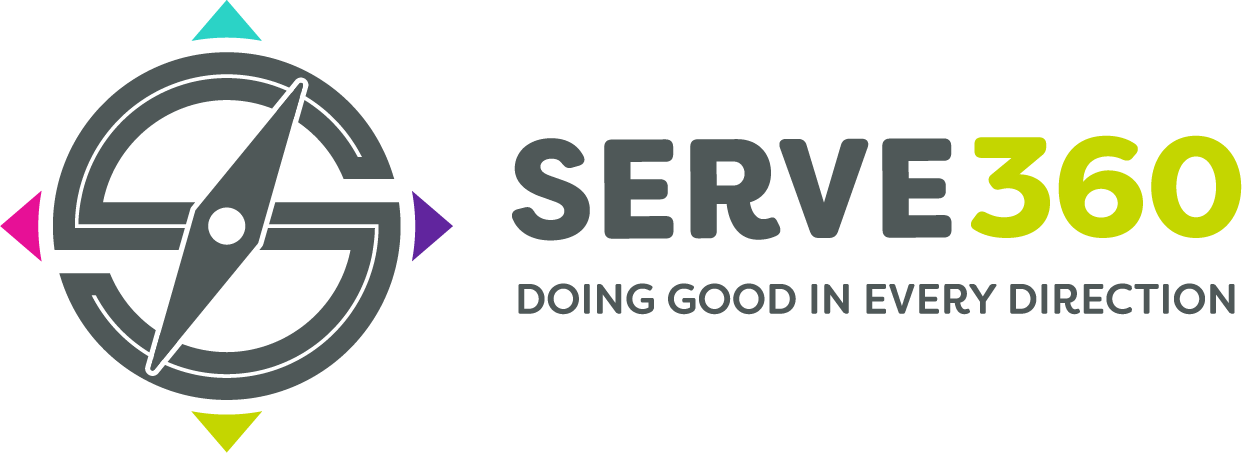 SERVE360
DOING GOOD IN EVERY DIRECTION